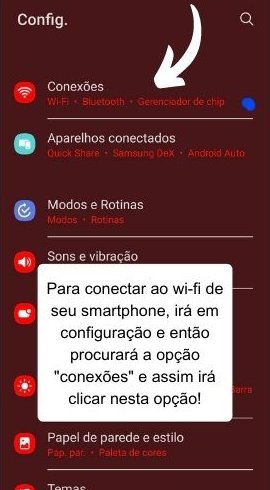 Config.
Conexões
Wi-Fi • Bluetooth • Gerenciador de chip
Aparelhos conectados
Quick Share • Samsung DeX • Android Auto
Modos e Rotinas
Modos • Rotinas
Sons e vibração
Para conectar ao wi-fi de
seu smartphone, irá em
configuração e então
procurará a opção
"conexões" e assim irá
clicar nesta opção!
Barra
Papel de parede e estilo
Pap. par. • Paleta de cores
Temas